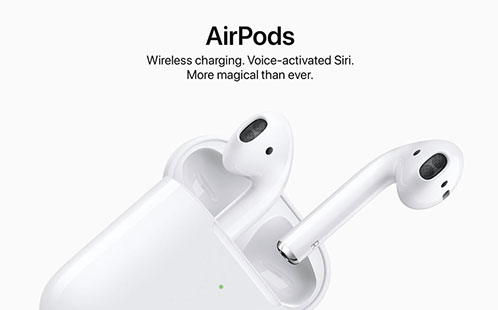 AirPods
Wireless charging. Voice-activated Siri.
More magical than ever.